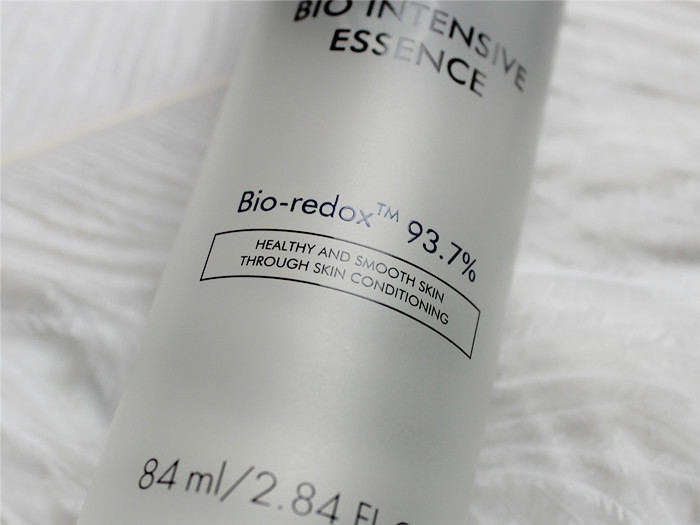 BIO INTENSIVE
ESSENCE
Bio-redox™ 93.7%
HEALTHY AND SMOOTH SKIN
THROUGH SKIN CONDITIONING
84 ml/2.84